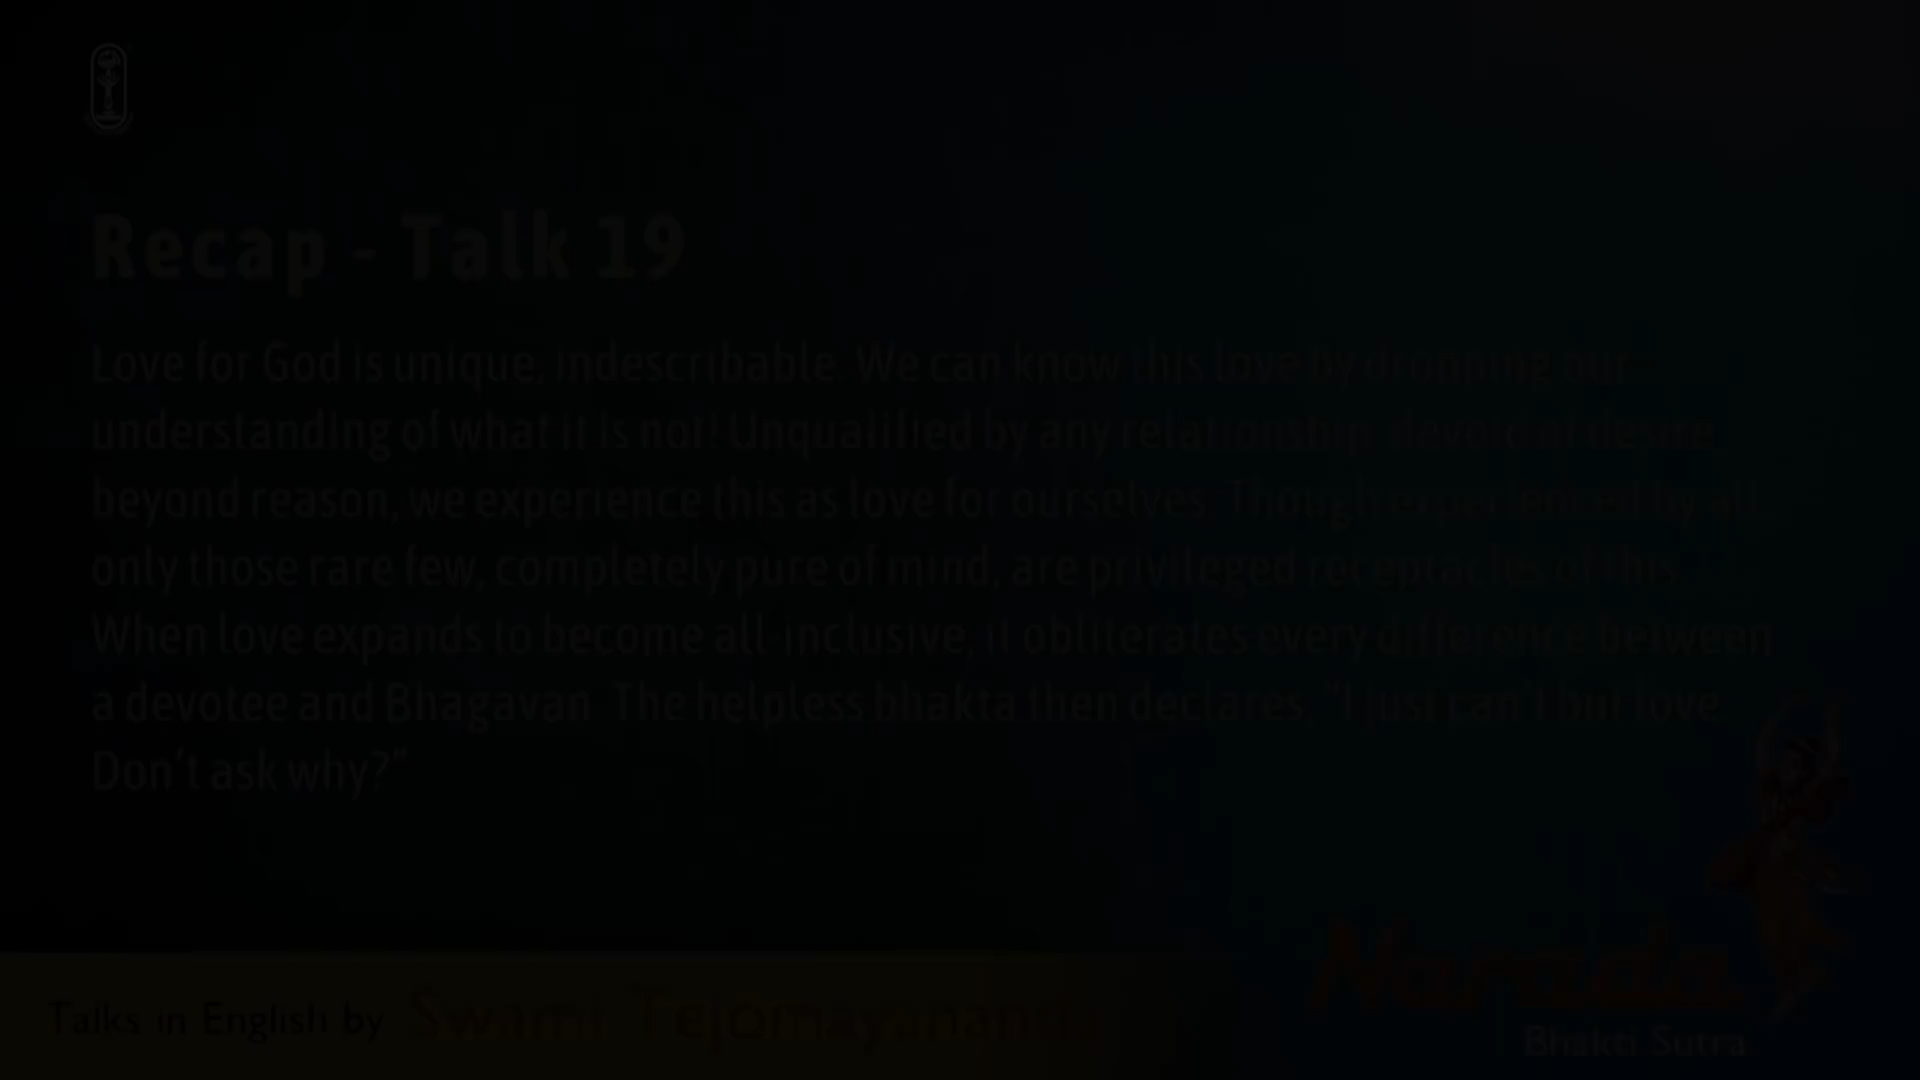 Recap - Talk 19
Love for God is unique, indescribable. We can know this love by dropping our
understanding of what it is not! Unqualified by any relationship, devoid of desire
beyond reason, we experience this as love for ourselves. Though experienced by all
only those rare few, completely pure of mind, are privileged receptacles of this.
When love expands to become all-inclusive, it obliterates every difference between
a devotee and Bhagavan. The helpless bhakta then declares, "I just can't but love.
Don't ask why?"
Talks in English by Swami Tejomayananda
Narada
Bhakti Sutra